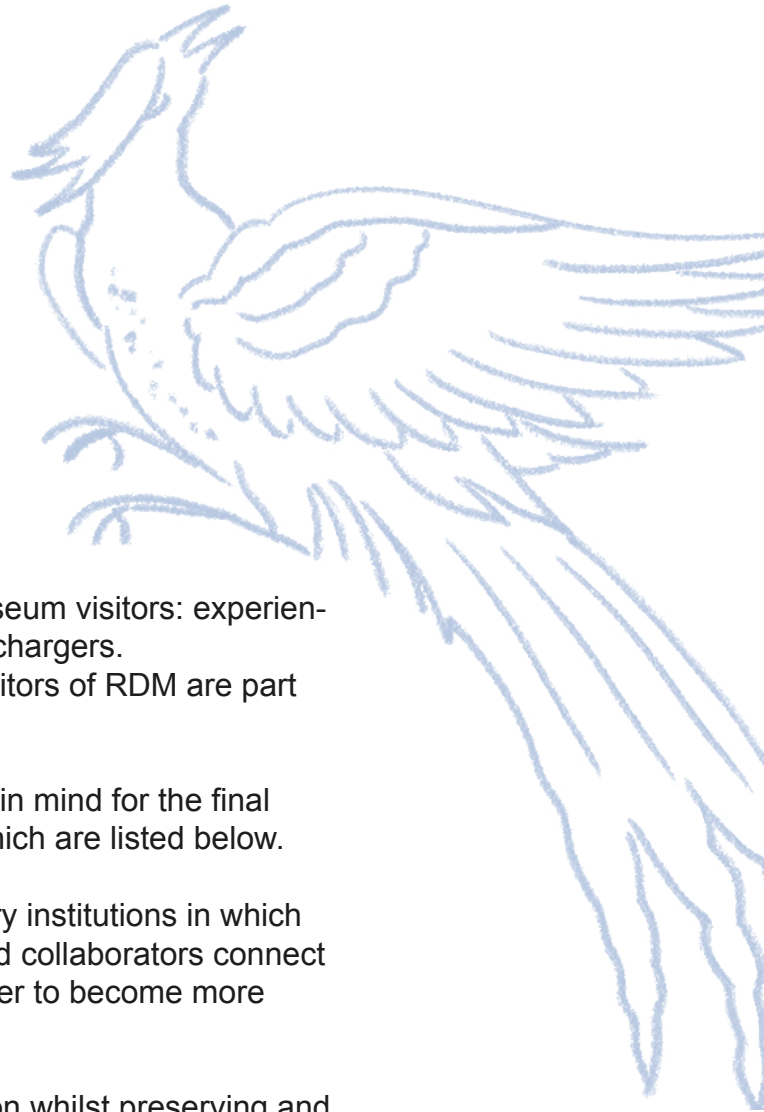 seum visitors: experien-
chargers.
itors of RDM are part
in mind for the final
hich are listed below.
ry institutions in which
d collaborators connect
er to become more
on whilst preserving and